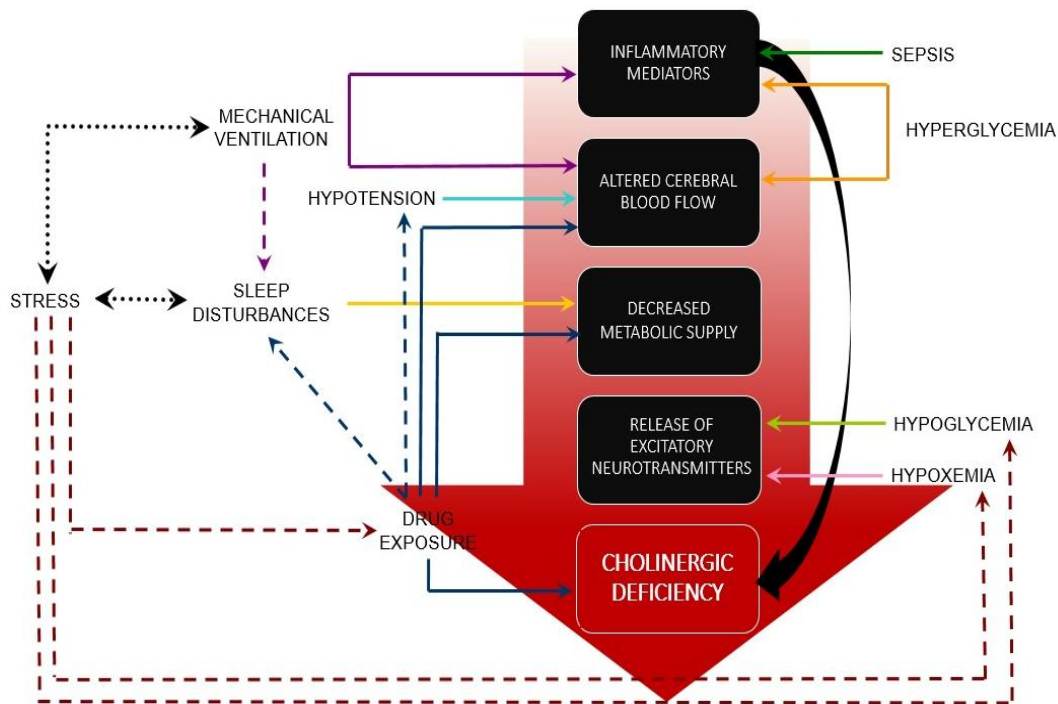 INFLAMMATORY
MEDIATORS
SEPSIS
MECHANICAL
VENTILATION
HYPERGLYCEMIA
ALTERED CEREBRAL
BLOOD FLOW
HYPOTENSION
STRESS
SLEEP
DISTURBANCES
DECREASED
METABOLIC SUPPLY
RELEASE OF
EXCITATORY
NEUROTRANSMITTERS
HYPOGLYCEMIA
HYPOXEMIA
DRUG
EXPOSURE
CHOLINERGIC
DEFICIENCY